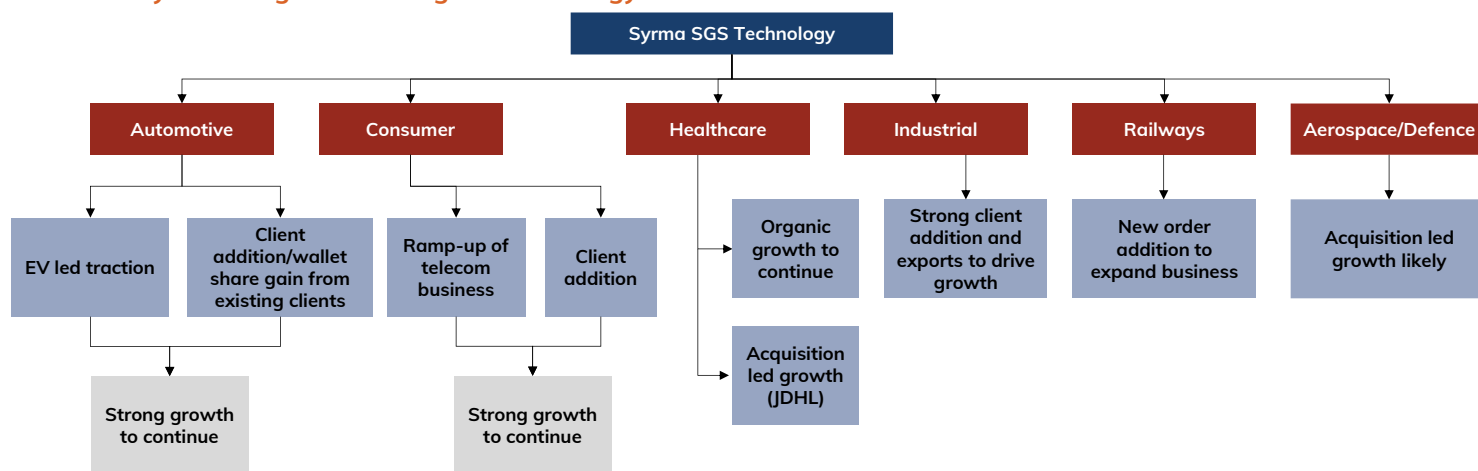 Syrma SGS Technology
Automotive
Consumer
Healthcare
Industrial
Railways
Aerospace/Defence
EV led traction
Client
addition/wallet
share gain from
existing clients
Ramp-up of
telecom
business
Client
addition
Organic
growth to
continue
Strong client
addition and
exports to drive
growth
New order
addition to
expand business
Acquisition led
growth likely
Acquisition
led growth
(JDHL)
Strong growth
to continue
Strong growth
to continue